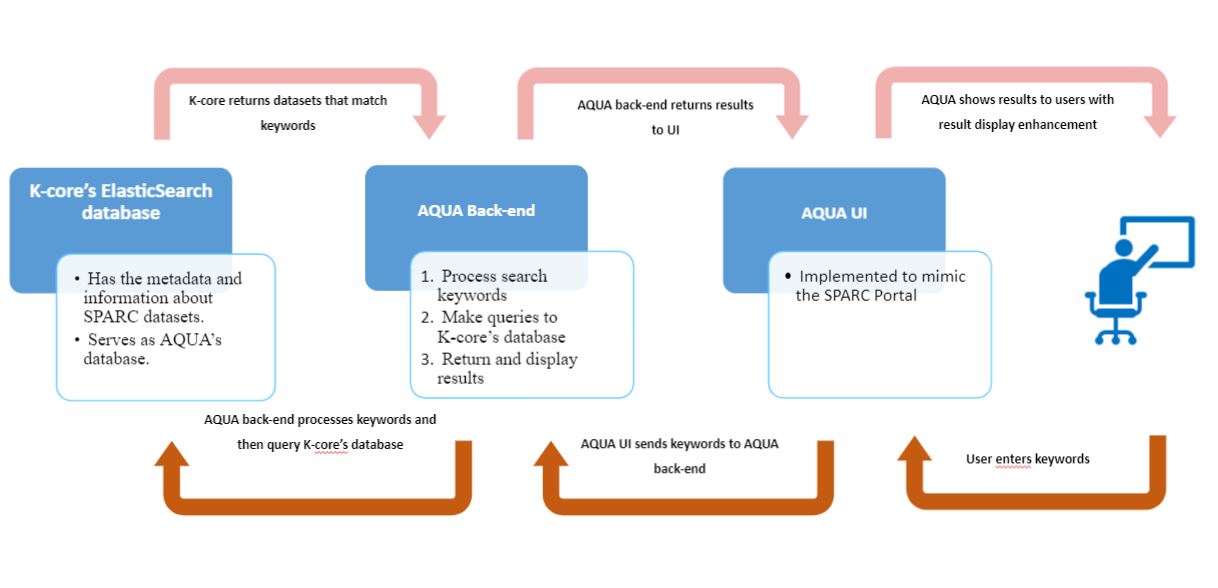 K-core returns datasets that match
keywords
AQUA back-end returns results
to UI
AQUA shows results to users with
result display enhancement
K-core's ElasticSearch
database
• Has the metadata and
information about
SPARC datasets.
• Serves as AQUA's
database.
AQUA Back-end
1. Process search
keywords
2. Make queries to
K-core's database
3. Return and display
results
AQUA UI
• Implemented to mimic
the SPARC Portal
AQUA back-end processes keywords and
then query K-core's database
AQUA UI sends keywords to AQUA
back-end
User enters keywords